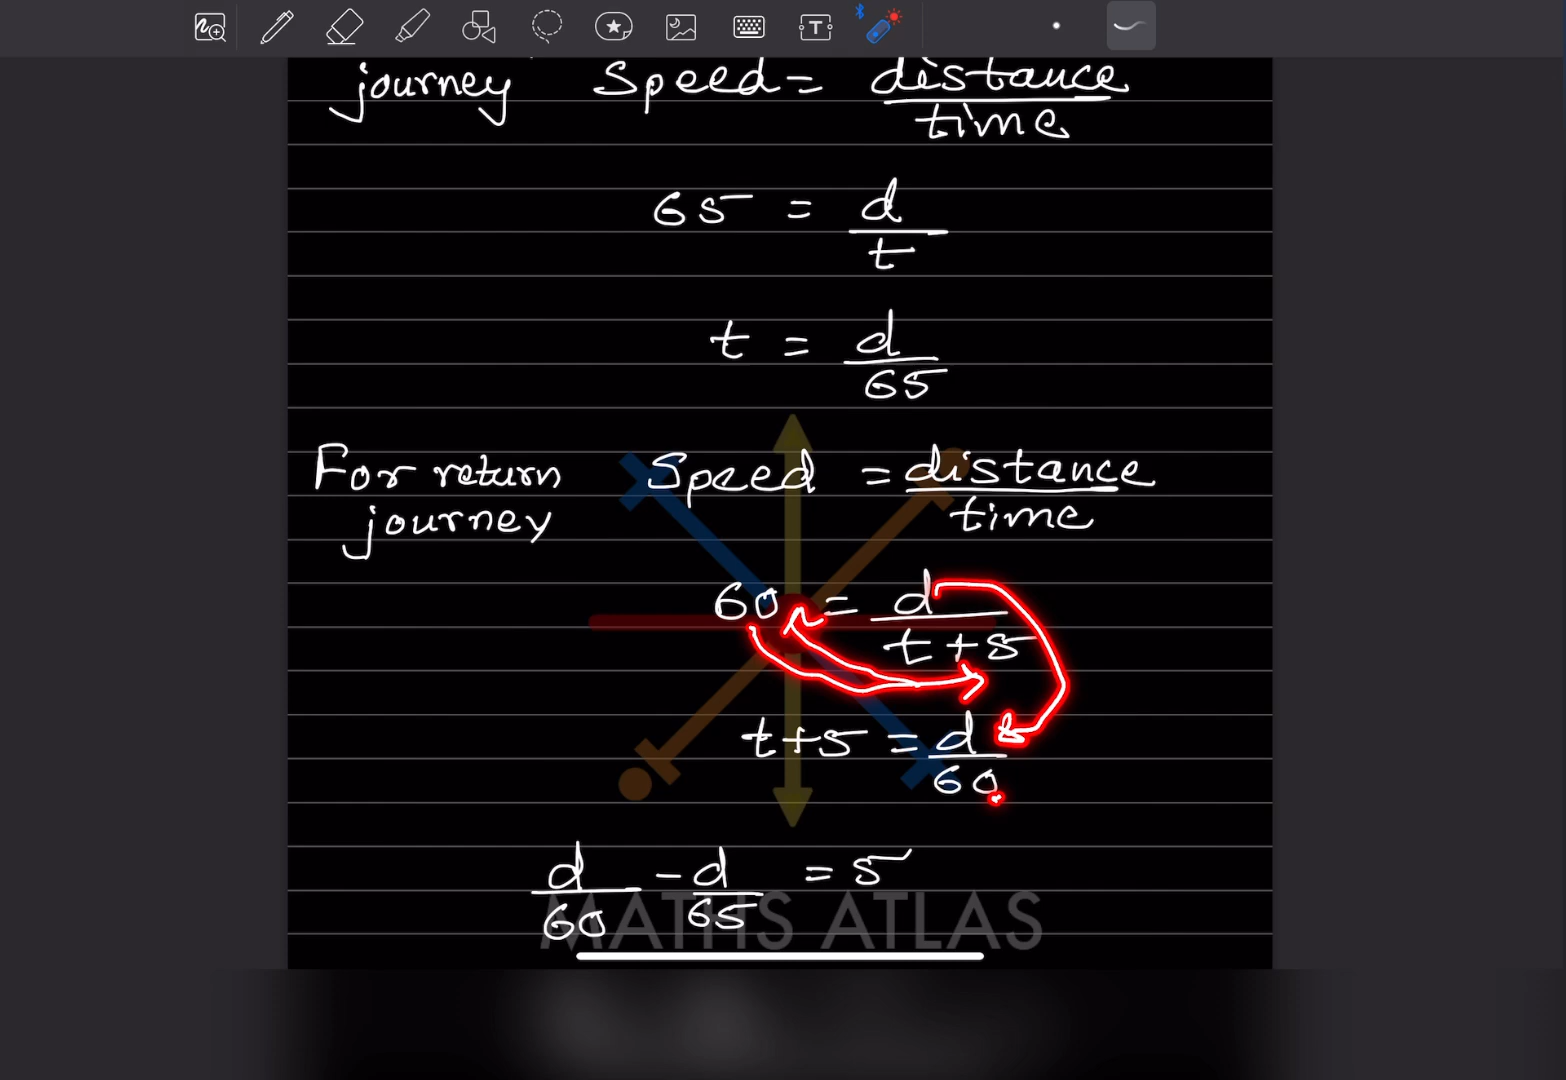 journey Speed = distance
time
65 = d
t
t = d
65
For return Speed = distance
journey time
60 = d
t + 5
t + 5 = d
60
d - d = 5
60 65
MATHS ATLAS